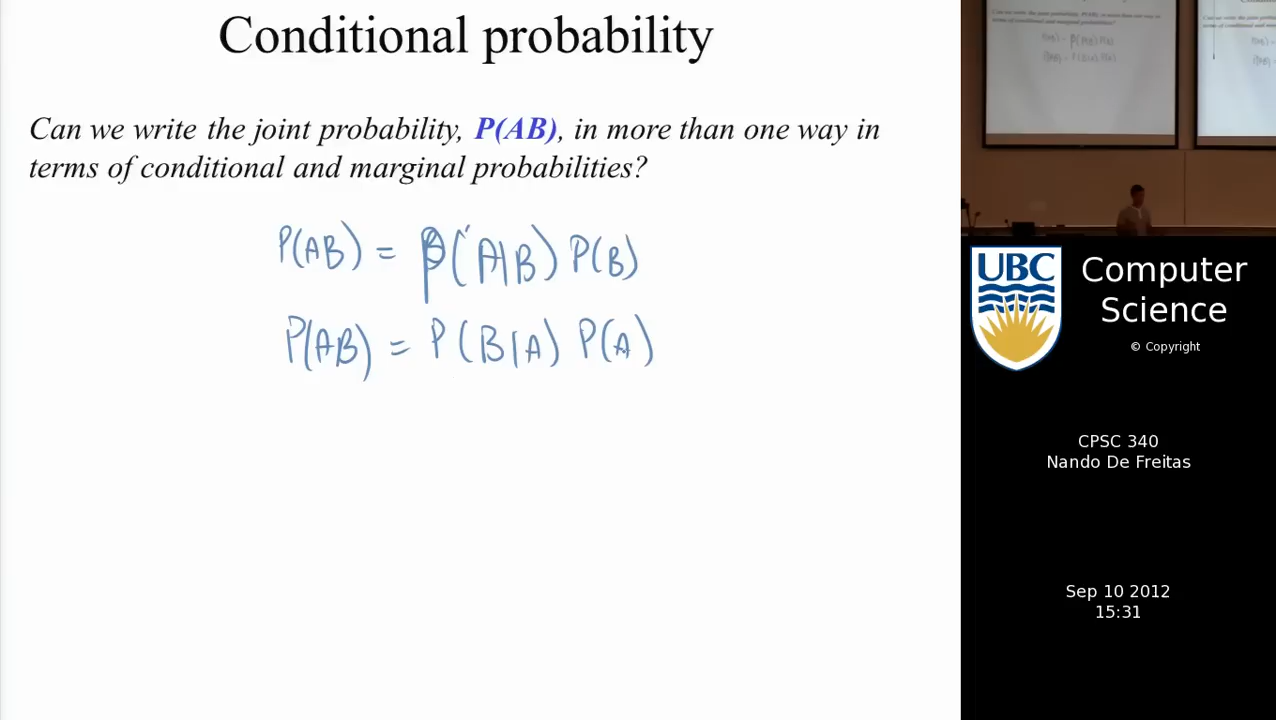 Conditional probability
Can we write the joint probability, P(AB), in more than one way in
terms of conditional and marginal probabilities?
P(AB) = P(A|B) P(B)
P(AB) = P(B|A) P(A)
UBC
Computer
Science
© Copyright
CPSC 340
Nando De Freitas
Sep 10 2012
15:31